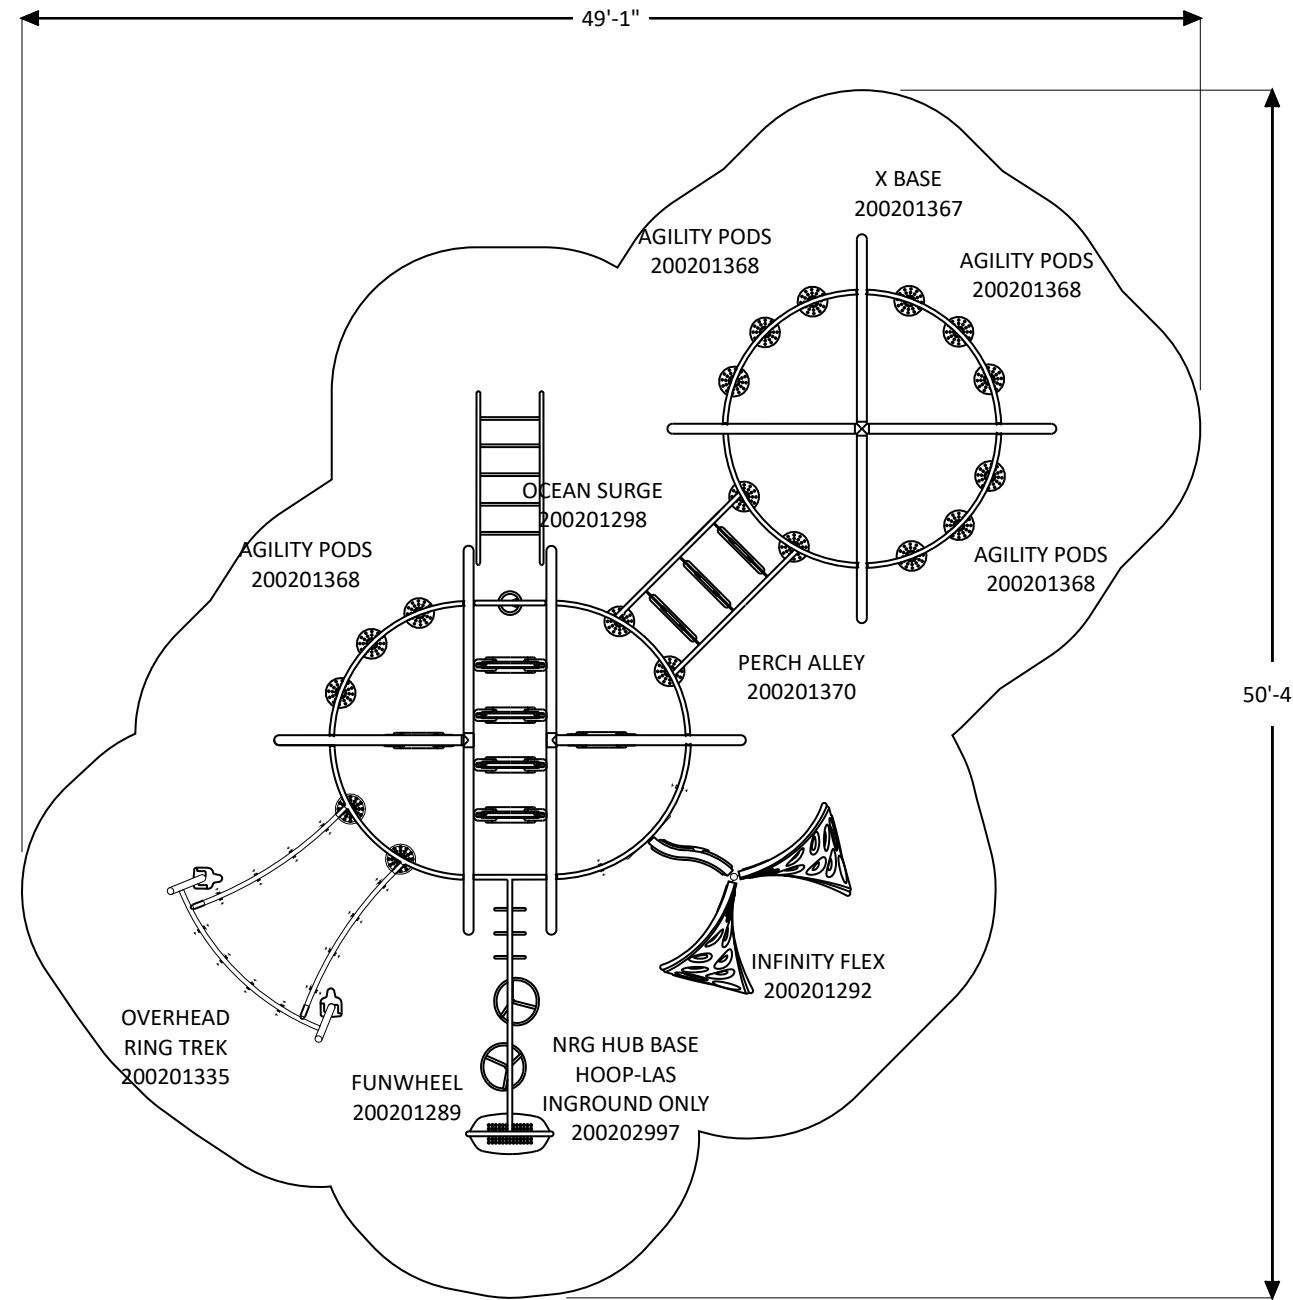 49'-1"
X BASE
200201367
AGILITY PODS
200201368
AGILITY PODS
200201368
OCEAN SURGE
200201298
AGILITY PODS
200201368
AGILITY PODS
200201368
PERCH ALLEY
200201370
50'-4
INFINITY FLEX
200201292
OVERHEAD
RING TREK
200201335
FUNWHEEL
200201289
NRG HUB BASE
HOOP-LAS
INGROUND ONLY
200202997